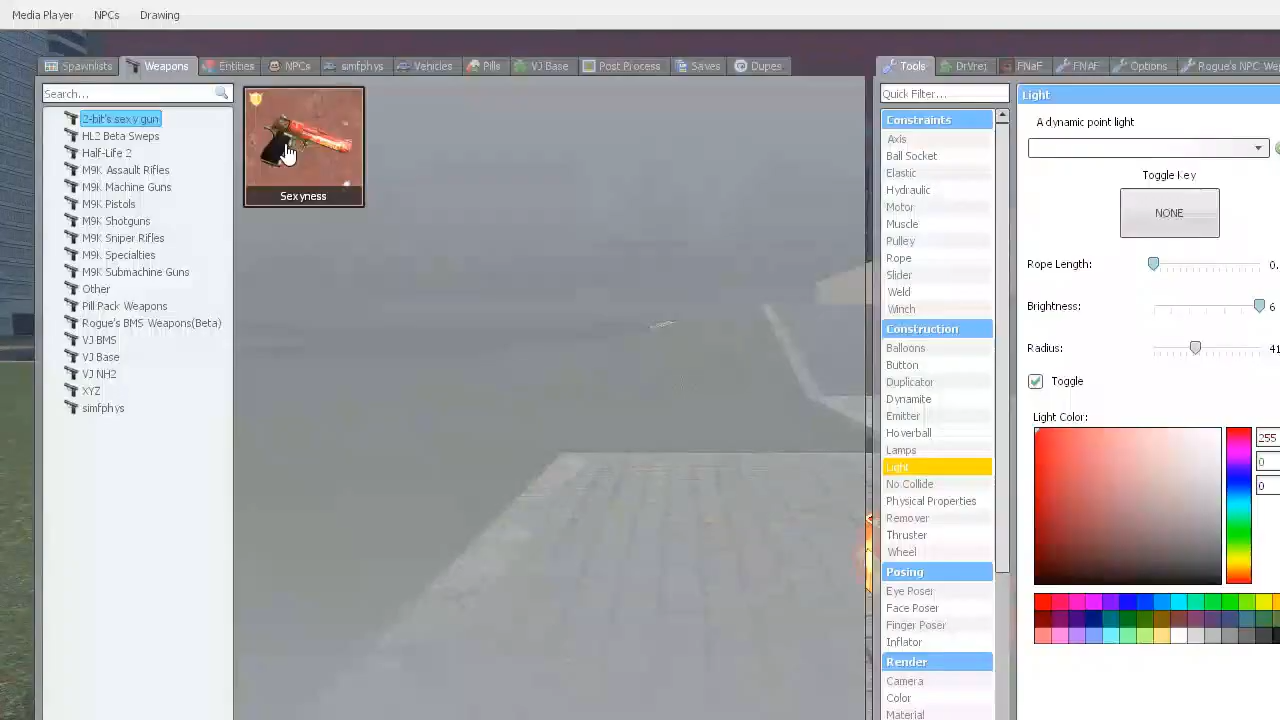 Media Player NPCs Drawing
Spawnlists Weapons Entities NPCs simfphys Vehicles Pills VJ Base Post Process Saves Dupes
Search...
2-bit's sexy gun
HL2 Beta Sweps
Half-Life 2
M9K Assault Rifles
M9K Machine Guns
M9K Pistols
M9K Shotguns
M9K Sniper Rifles
M9K Specialties
M9K Submachine Guns
Other
Pill Pack Weapons
Rogue's BMS Weapons(Beta)
VJ BMS
VJ Base
VJ NH2
XYZ
simfphys
Sexyness
Tools DrVrej FNaF FNAF Options Rogue's NPC We
Quick Filter...
Constraints
Axis
Ball Socket
Elastic
Hydraulic
Motor
Muscle
Pulley
Rope
Slider
Weld
Winch
Construction
Balloons
Button
Duplicator
Dynamite
Emitter
Hoverball
Lamps
Light
No Collide
Physical Properties
Remover
Thruster
Wheel
Posing
Eye Poser
Face Poser
Finger Poser
Inflator
Render
Camera
Color
Material
Light
A dynamic point light
Toggle Key
NONE
Rope Length: 0.
Brightness: 6
Radius: 41
Toggle
Light Color:
255
0
0